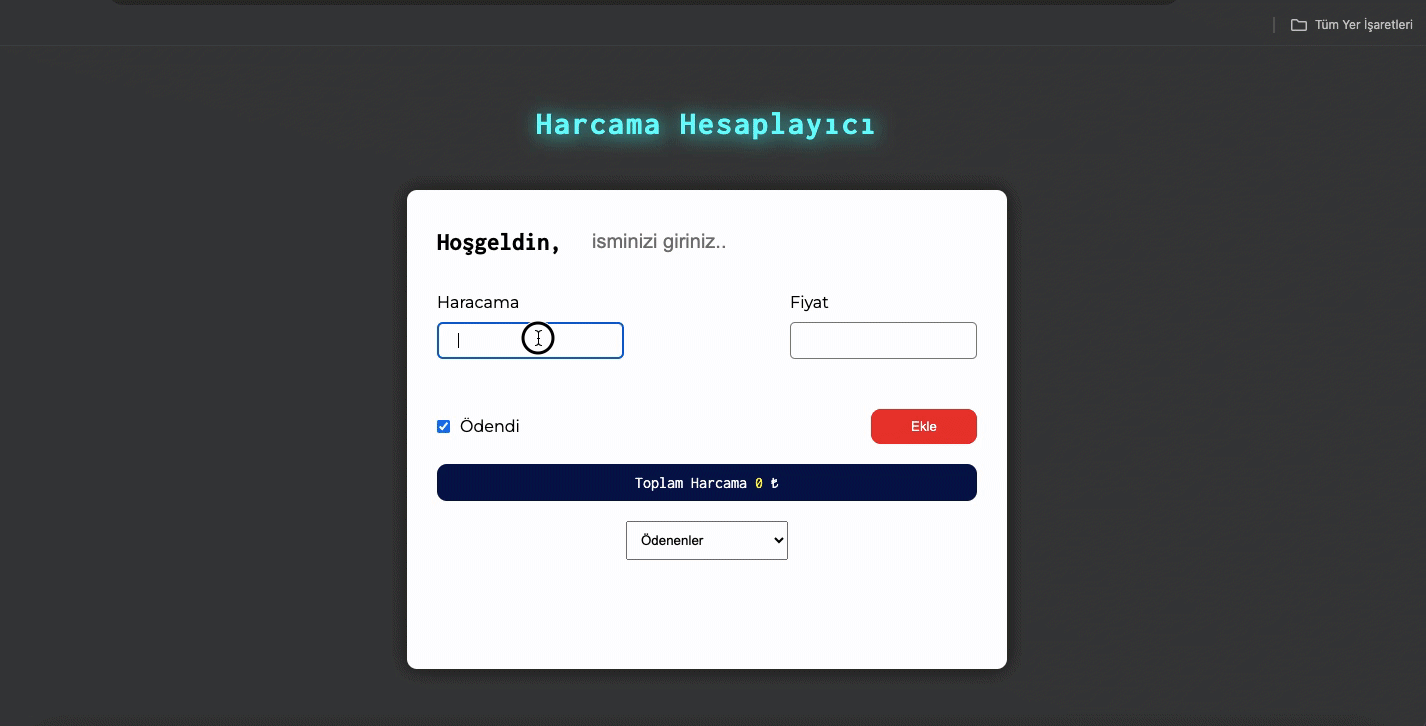 Tüm Yer İşaretleri
Harcama Hesaplayıcı
Hoşgeldin, isminizi giriniz..
Haracama Fiyat
Ödendi Ekle
Toplam Harcama 0 ₺
Ödenenler